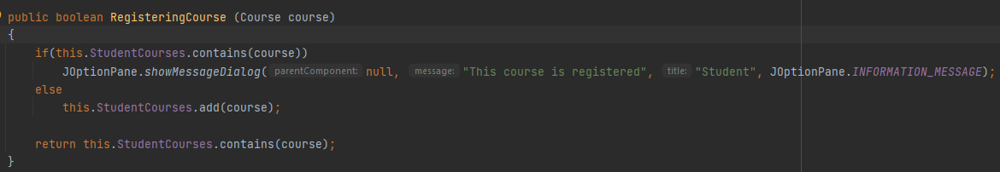 public boolean RegisteringCourse (Course course)
{
if(this.StudentCourses.contains(course))
JOptionPane.showMessageDialog( parentComponent: null, message: "This course is registered", title: "Student", JOptionPane.INFORMATION_MESSAGE);
else
this.StudentCourses.add(course);
return this.StudentCourses.contains(course);
}